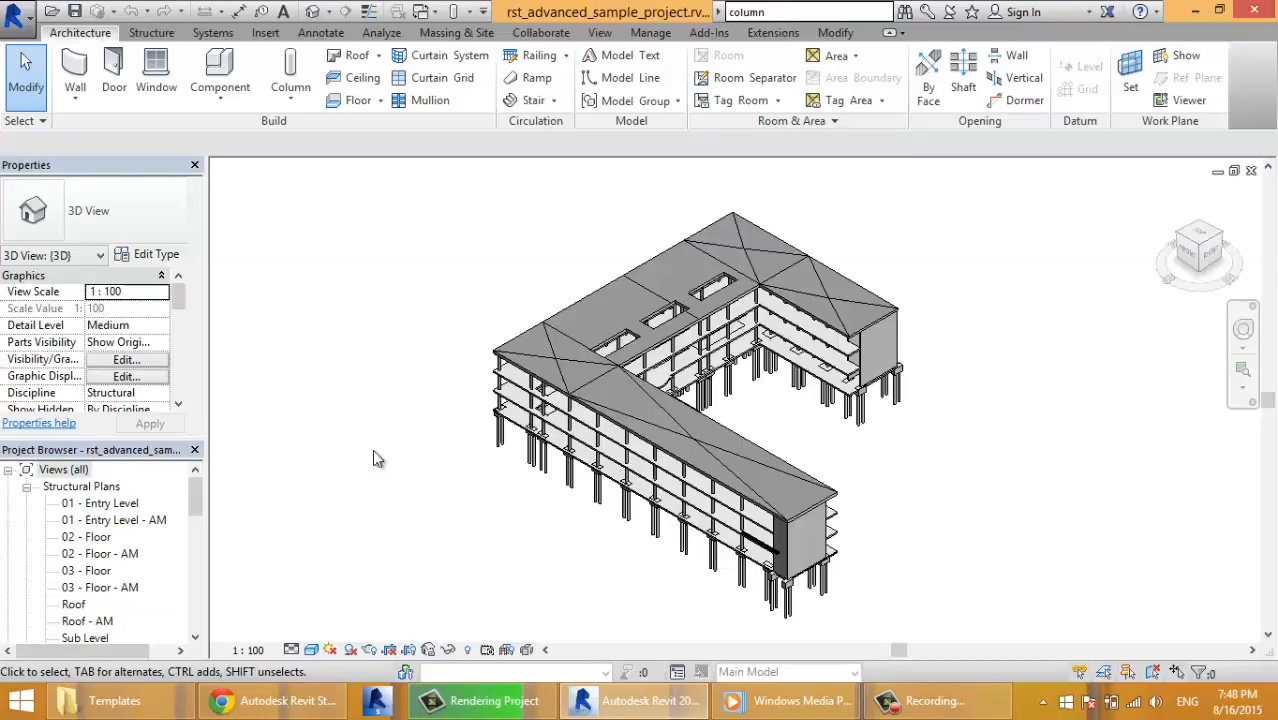 rst_advanced_sample_project.rv...
column
Sign In
Architecture
Structure
Systems
Insert
Annotate
Analyze
Massing & Site
Collaborate
View
Manage
Add-Ins
Extensions
Modify
Modify
Wall
Door
Window
Component
Column
Roof
Ceiling
Floor
Curtain System
Curtain Grid
Mullion
Railing
Ramp
Stair
Model Text
Model Line
Model Group
Room
Room Separator
Tag Room
Area
Area Boundary
Tag Area
By
Face
Shaft
Wall
Vertical
Dormer
Level
Grid
Set
Show
Ref Plane
Viewer
Select
Build
Circulation
Model
Room & Area
Opening
Datum
Work Plane
Properties
3D View
3D View: {3D}
Edit Type
Graphics
View Scale
1 : 100
Scale Value 1:
100
Detail Level
Medium
Parts Visibility
Show Origi...
Visibility/Gra...
Edit...
Graphic Displ...
Edit...
Discipline
Structural
Show Hidden
By Discipline
Properties help
Apply
Project Browser - rst_advanced_sam...
Views (all)
Structural Plans
01 - Entry Level
01 - Entry Level - AM
02 - Floor
02 - Floor - AM
03 - Floor
03 - Floor - AM
Roof
Roof - AM
Sub Level
1 : 100
Click to select, TAB for alternates, CTRL adds, SHIFT unselects.
:0
Main Model
:0
Templates
Autodesk Revit St...
Rendering Project
Autodesk Revit 20...
Windows Media P...
Recording...
ENG
7:48 PM
8/16/2015